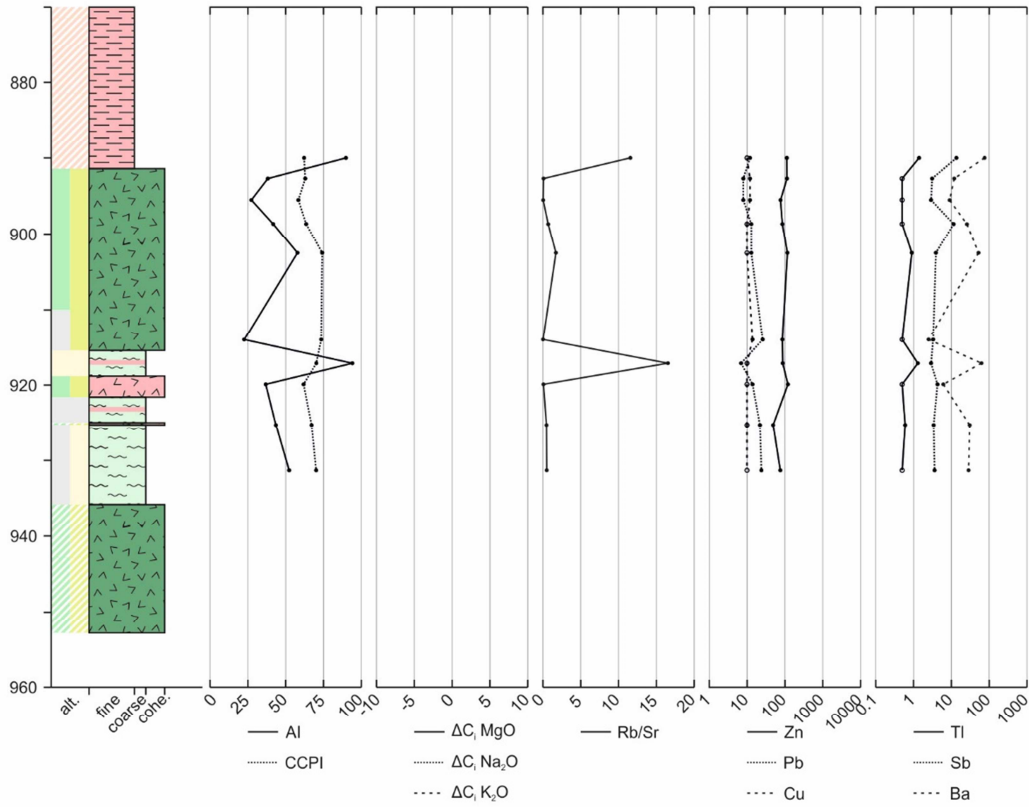 880
900
920
940
960
alt.
fine
coarse
cohe.
0 25 50 75 100
-10 -5 0 5 10
0 5 10 15 20
1 10 100 1000 10000
0.1 1 10 100 1000
AI
CCPI
ΔCᵢ MgO
ΔCᵢ Na₂O
ΔCᵢ K₂O
Rb/Sr
Zn
Pb
Cu
Tl
Sb
Ba